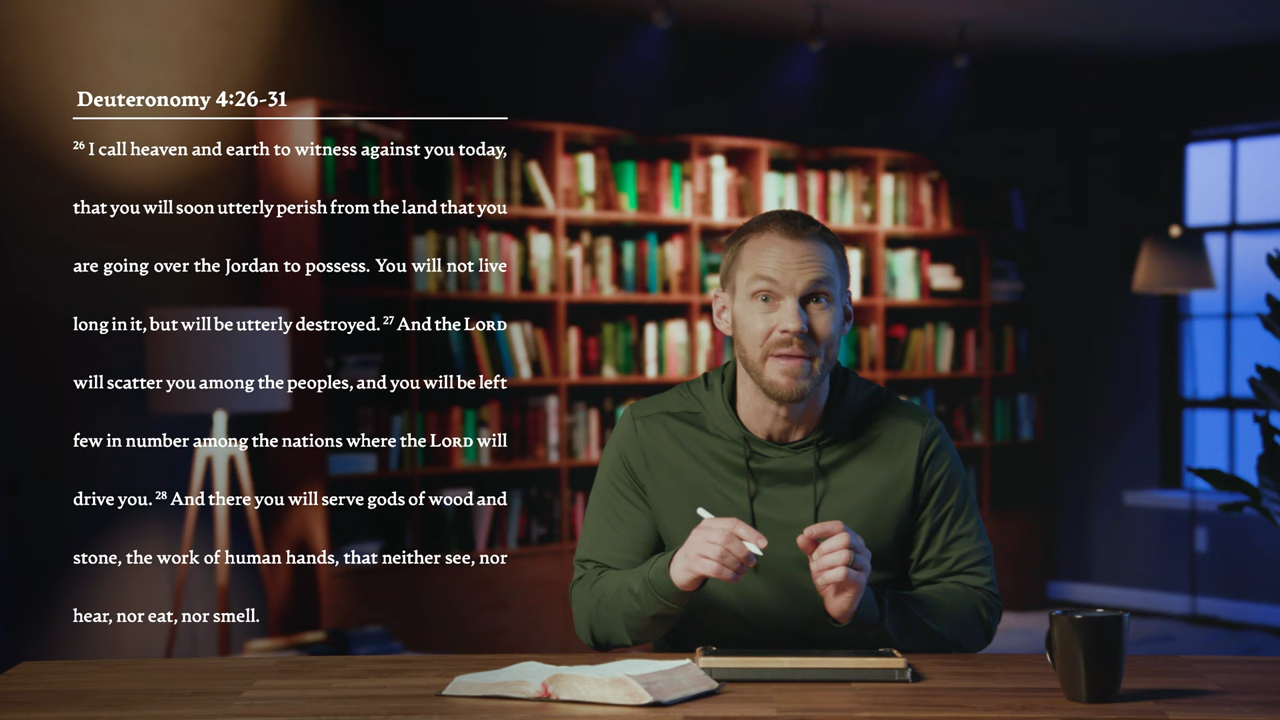 Deuteronomy 4:26-31
26 I call heaven and earth to witness against you today,
that you will soon utterly perish from the land that you
are going over the Jordan to possess. You will not live
long in it, but will be utterly destroyed. 27 And the LORD
will scatter you among the peoples, and you will be left
few in number among the nations where the LORD will
drive you. 28 And there you will serve gods of wood and
stone, the work of human hands, that neither see, nor
hear, nor eat, nor smell.